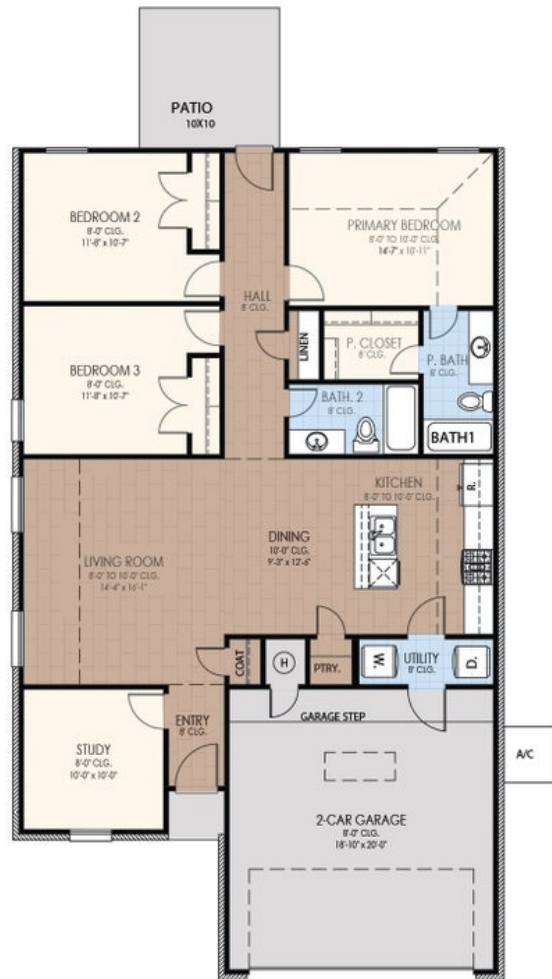 PATIO
10X10
BEDROOM 2
8'-0" CLG.
11'-8" x 10'-7"
PRIMARY BEDROOM
8'-0" TO 10'-0" CLG.
14'-7" x 10'-11"
HALL
8' CLG.
LINEN
P. CLOSET
8' CLG.
P. BATH
8' CLG.
BEDROOM 3
8'-0" CLG.
11'-8" x 10'-7"
BATH. 2
8' CLG.
BATH1
KITCHEN
8'-0" TO 10'-0" CLG.
R.
DINING
10'-0" CLG.
9'-3" x 12'-6"
LIVING ROOM
8'-0" TO 10'-0" CLG.
14'-4" x 16'-1"
COAT
H
PTRY.
W.
UTILITY
8' CLG.
D.
ENTRY
8' CLG.
GARAGE STEP
STUDY
8'-0" CLG.
10'-0" x 10'-0"
A/C
2-CAR GARAGE
8'-0" CLG.
18'-10" x 20'-0"